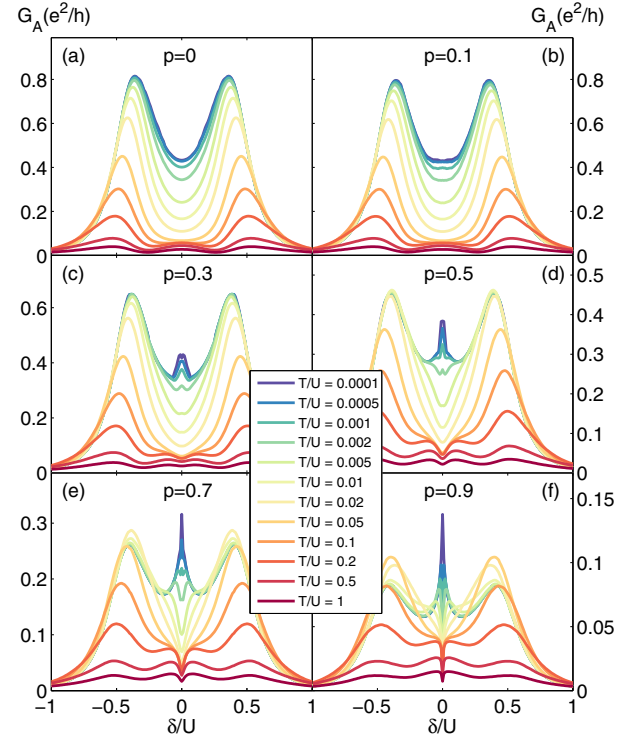 G_A(e²/h) G_A(e²/h)
(a) p=0 p=0.1 (b)
0.8 0.8
0.6 0.6
0.4 0.4
0.2 0.2
0 0
(c) p=0.3 p=0.5 (d)
0.6 0.5
0.4
0.4 0.3
0.2
0.2 0.1
0 0
T/U = 0.0001
T/U = 0.0005
T/U = 0.001
T/U = 0.002
T/U = 0.005
T/U = 0.01
T/U = 0.02
T/U = 0.05
T/U = 0.1
T/U = 0.2
T/U = 0.5
T/U = 1
(e) p=0.7 p=0.9 (f)
0.3 0.15
0.2 0.1
0.1 0.05
0 0
−1 −0.5 0 0.5 1 −0.5 0 0.5 1
δ/U δ/U